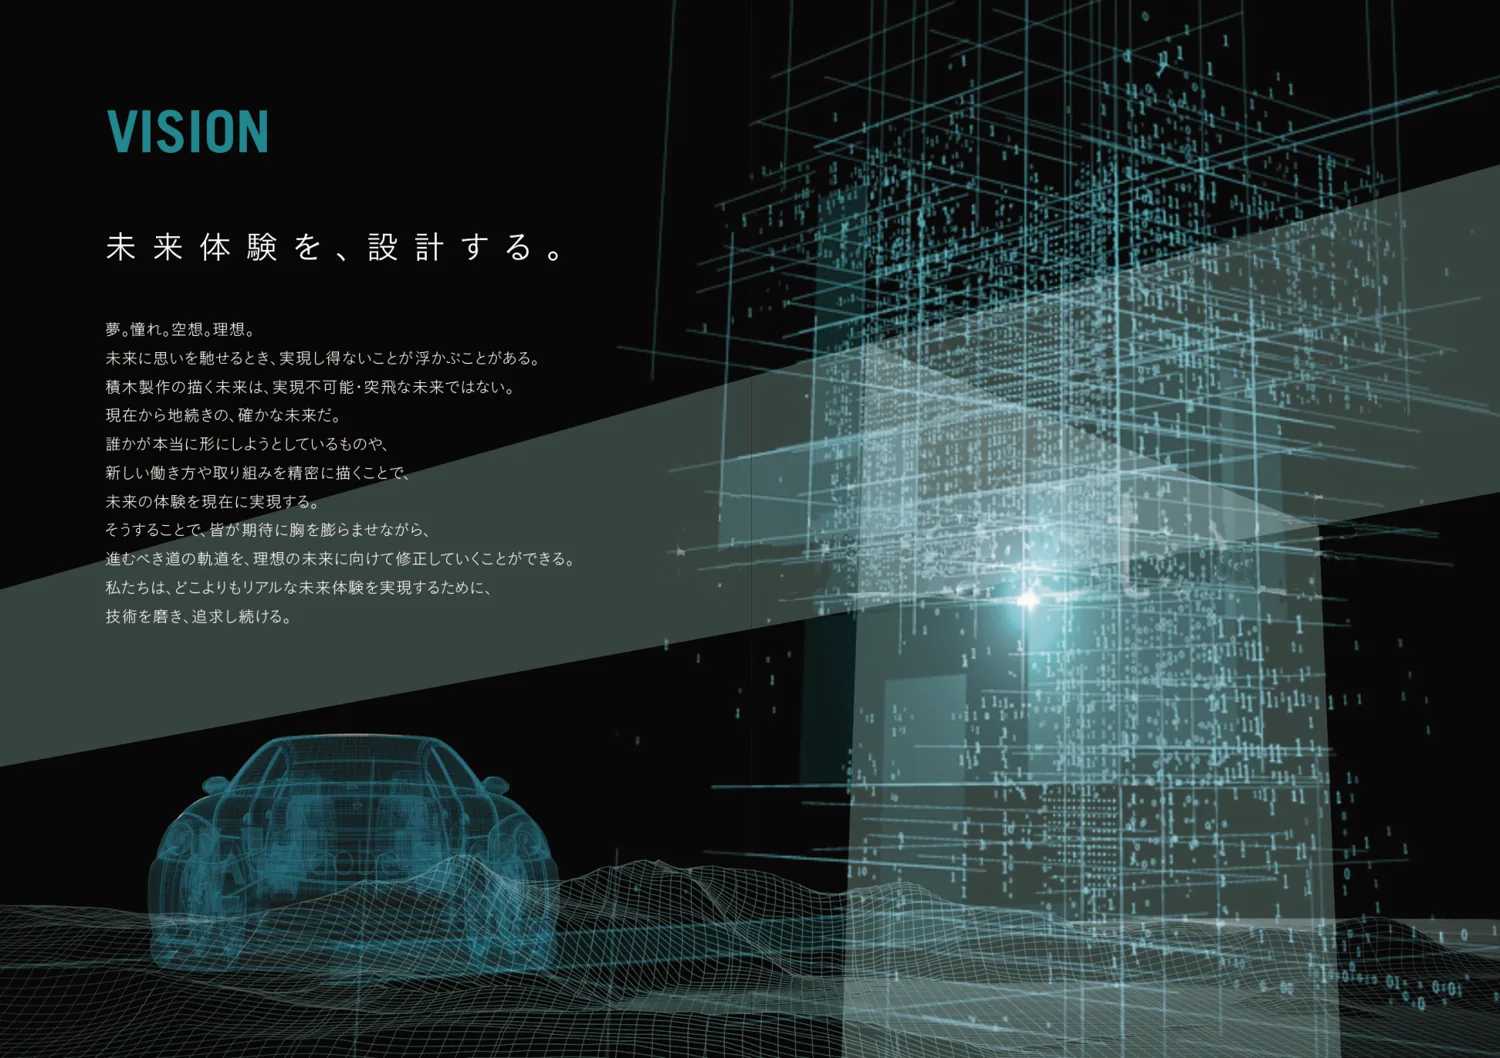 VISION
未来体験を、設計する。
夢。憧れ。空想。理想。
未来に思いを馳せるとき、実現し得ないことが浮かぶことがある。
積木製作の描く未来は、実現不可能・突飛な未来ではない。
現在から地続きの、確かな未来だ。
誰かが本当に形にしようとしているものや、
新しい働き方や取り組みを精密に描くことで、
未来の体験を現在に実現する。
そうすることで、皆が期待に胸を膨らませながら、
進むべき道の軌道を、理想の未来に向けて修正していくことができる。
私たちは、どこよりもリアルな未来体験を実現するために、
技術を磨き、追求し続ける。